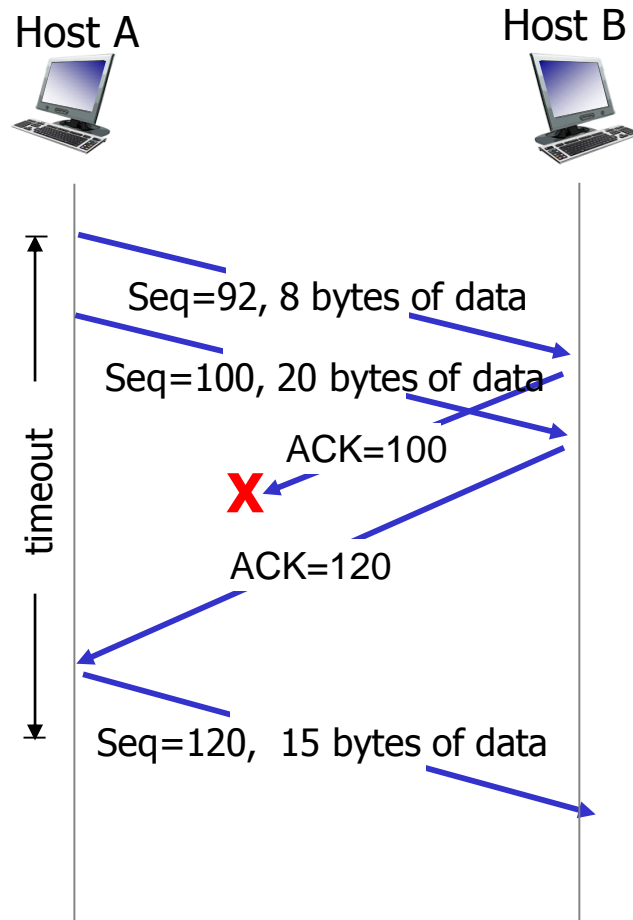 Host A
Host B
Seq=92, 8 bytes of data
Seq=100, 20 bytes of data
ACK=100
X
timeout
ACK=120
Seq=120, 15 bytes of data